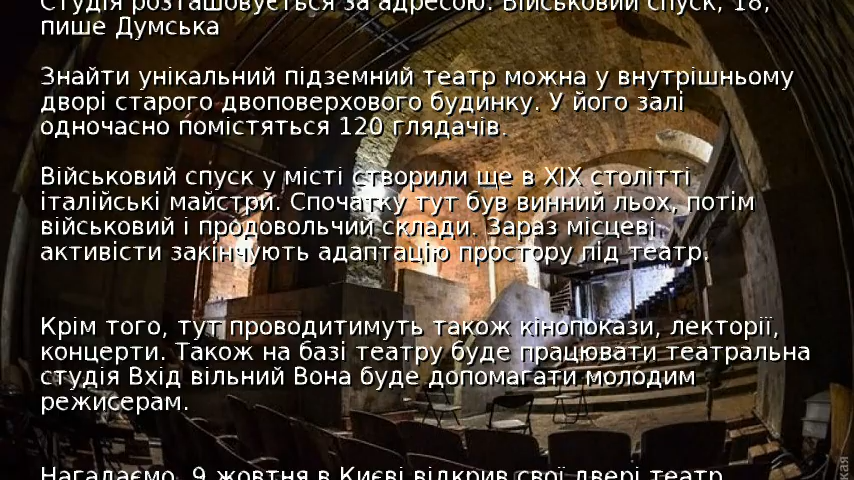 Студія розташовується за адресою: Військовий спуск, 18,
пише Думська
Знайти унікальний підземний театр можна у внутрішньому
дворі старого двоповерхового будинку. У його залі
одночасно помістяться 120 глядачів.
Військовий спуск у місті створили ще в XIX столітті
італійські майстри. Спочатку тут був винний льох, потім
військовий і продовольчий склади. Зараз місцеві
активісти закінчують адаптацію простору під театр.
Крім того, тут проводитимуть також кінопокази, лекторії,
концерти. Також на базі театру буде працювати театральна
студія Вхід вільний Вона буде допомагати молодим
режисерам.
Нагадаємо, 9 жовтня в Києві відкрив свої двері театр